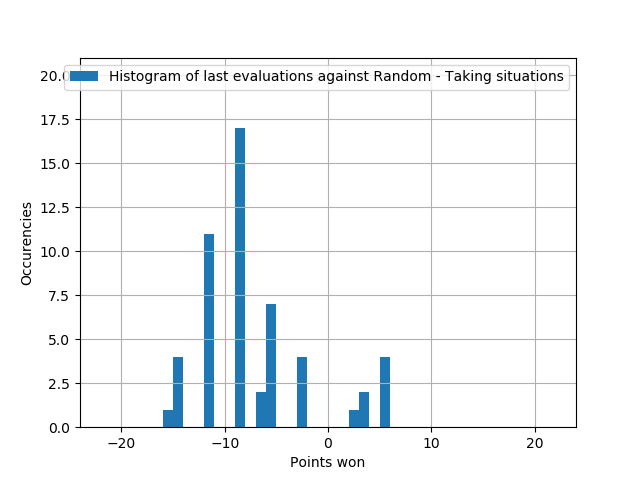 Histogram of last evaluations against Random - Taking situations
20.0
17.5
15.0
12.5
10.0
7.5
5.0
2.5
0.0
Occurencies
−20 −10 0 10 20
Points won